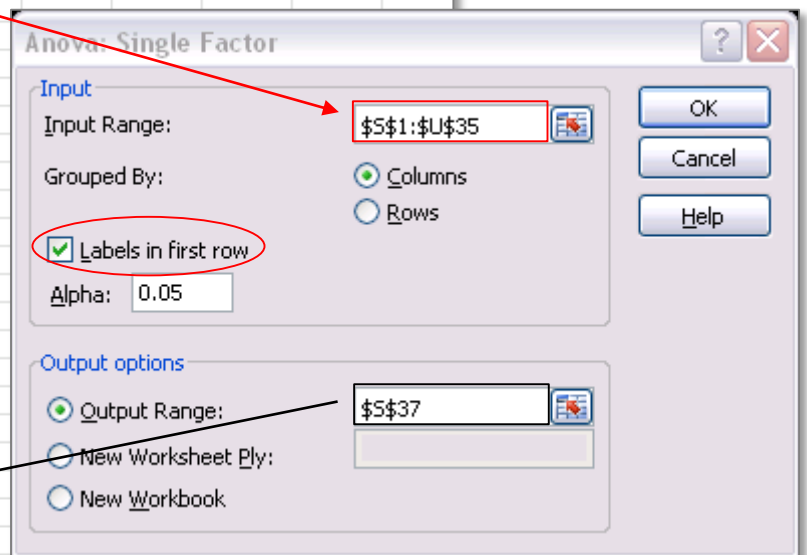 Anova: Single Factor
Input
Input Range: $S$1:$U$35
OK
Grouped By: Columns
Cancel
Rows
Help
Labels in first row
Alpha: 0.05
Output options
Output Range: $S$37
New Worksheet Ply:
New Workbook